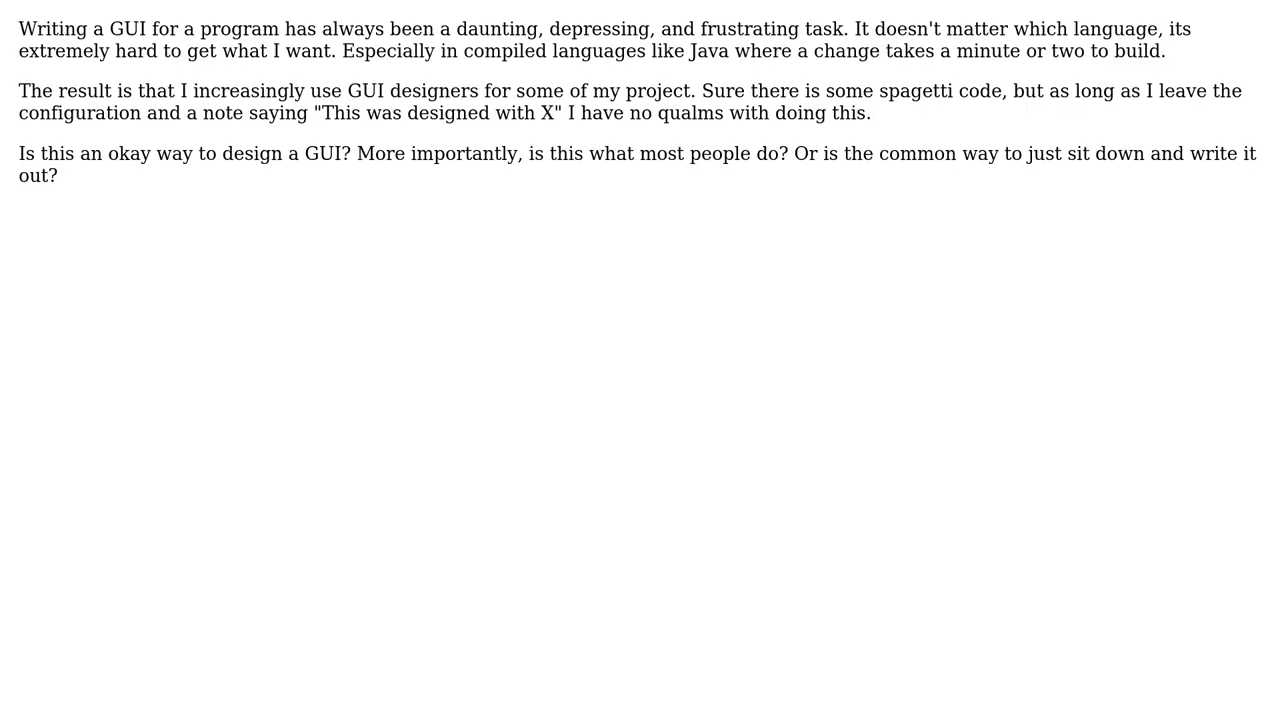 Writing a GUI for a program has always been a daunting, depressing, and frustrating task. It doesn't matter which language, its
extremely hard to get what I want. Especially in compiled languages like Java where a change takes a minute or two to build.
The result is that I increasingly use GUI designers for some of my project. Sure there is some spagetti code, but as long as I leave the
configuration and a note saying "This was designed with X" I have no qualms with doing this.
Is this an okay way to design a GUI? More importantly, is this what most people do? Or is the common way to just sit down and write it
out?